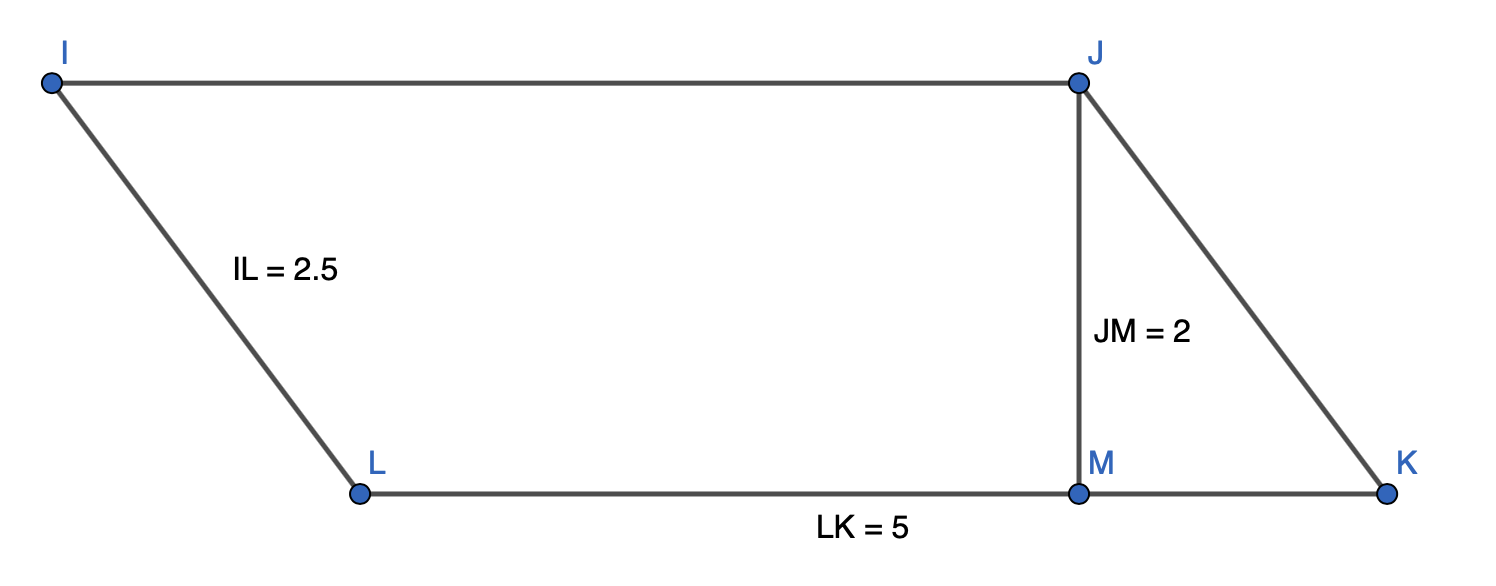 I
J
IL = 2.5
JM = 2
L
M
K
LK = 5